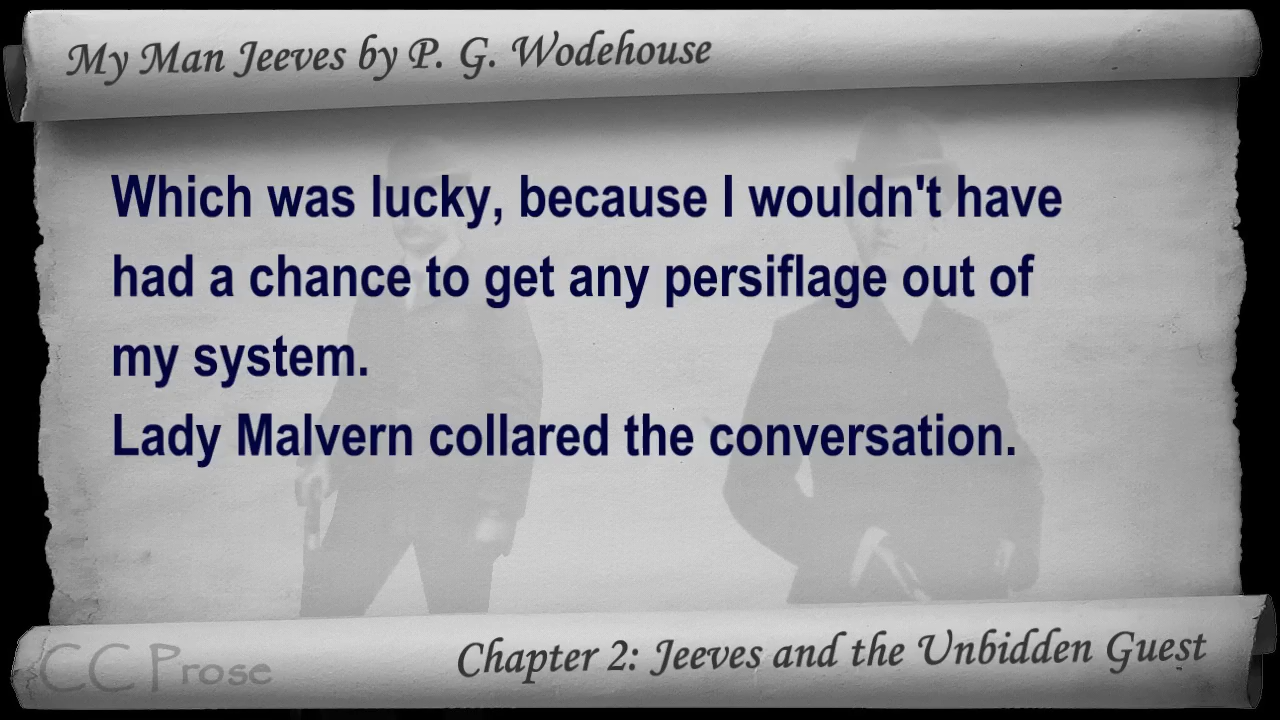 My Man Jeeves by P. G. Wodehouse
Which was lucky, because I wouldn't have
had a chance to get any persiflage out of
my system.
Lady Malvern collared the conversation.
CC Prose
Chapter 2: Jeeves and the Unbidden Guest